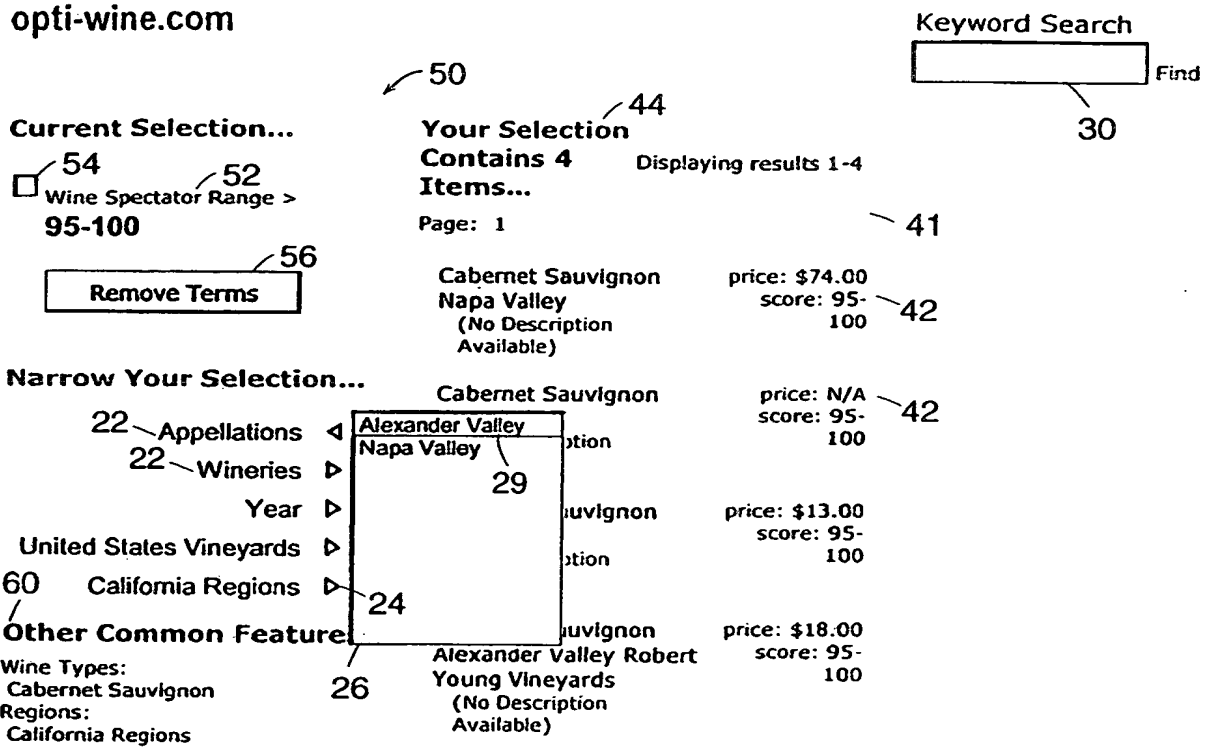 opti-wine.com
Keyword Search
Find
30
50
44
Current Selection...
Your Selection
Contains 4
Items...
Displaying results 1-4
54
52
Wine Spectator Range >
95-100
Page: 1
41
56
Remove Terms
Cabernet Sauvignon
Napa Valley
(No Description
Available)
price: $74.00
score: 95-
100
42
Narrow Your Selection...
Cabernet Sauvignon
price: N/A
score: 95-
100
42
22 Appellations
22 Wineries
Year
United States Vineyards
California Regions
24
Alexander Valley
Napa Valley
29
ption
uvignon
price: $13.00
score: 95-
100
ption
60
Other Common Feature
26
Wine Types:
Cabernet Sauvignon
Regions:
California Regions
uvignon
Alexander Valley Robert
Young Vineyards
(No Description
Available)
price: $18.00
score: 95-
100